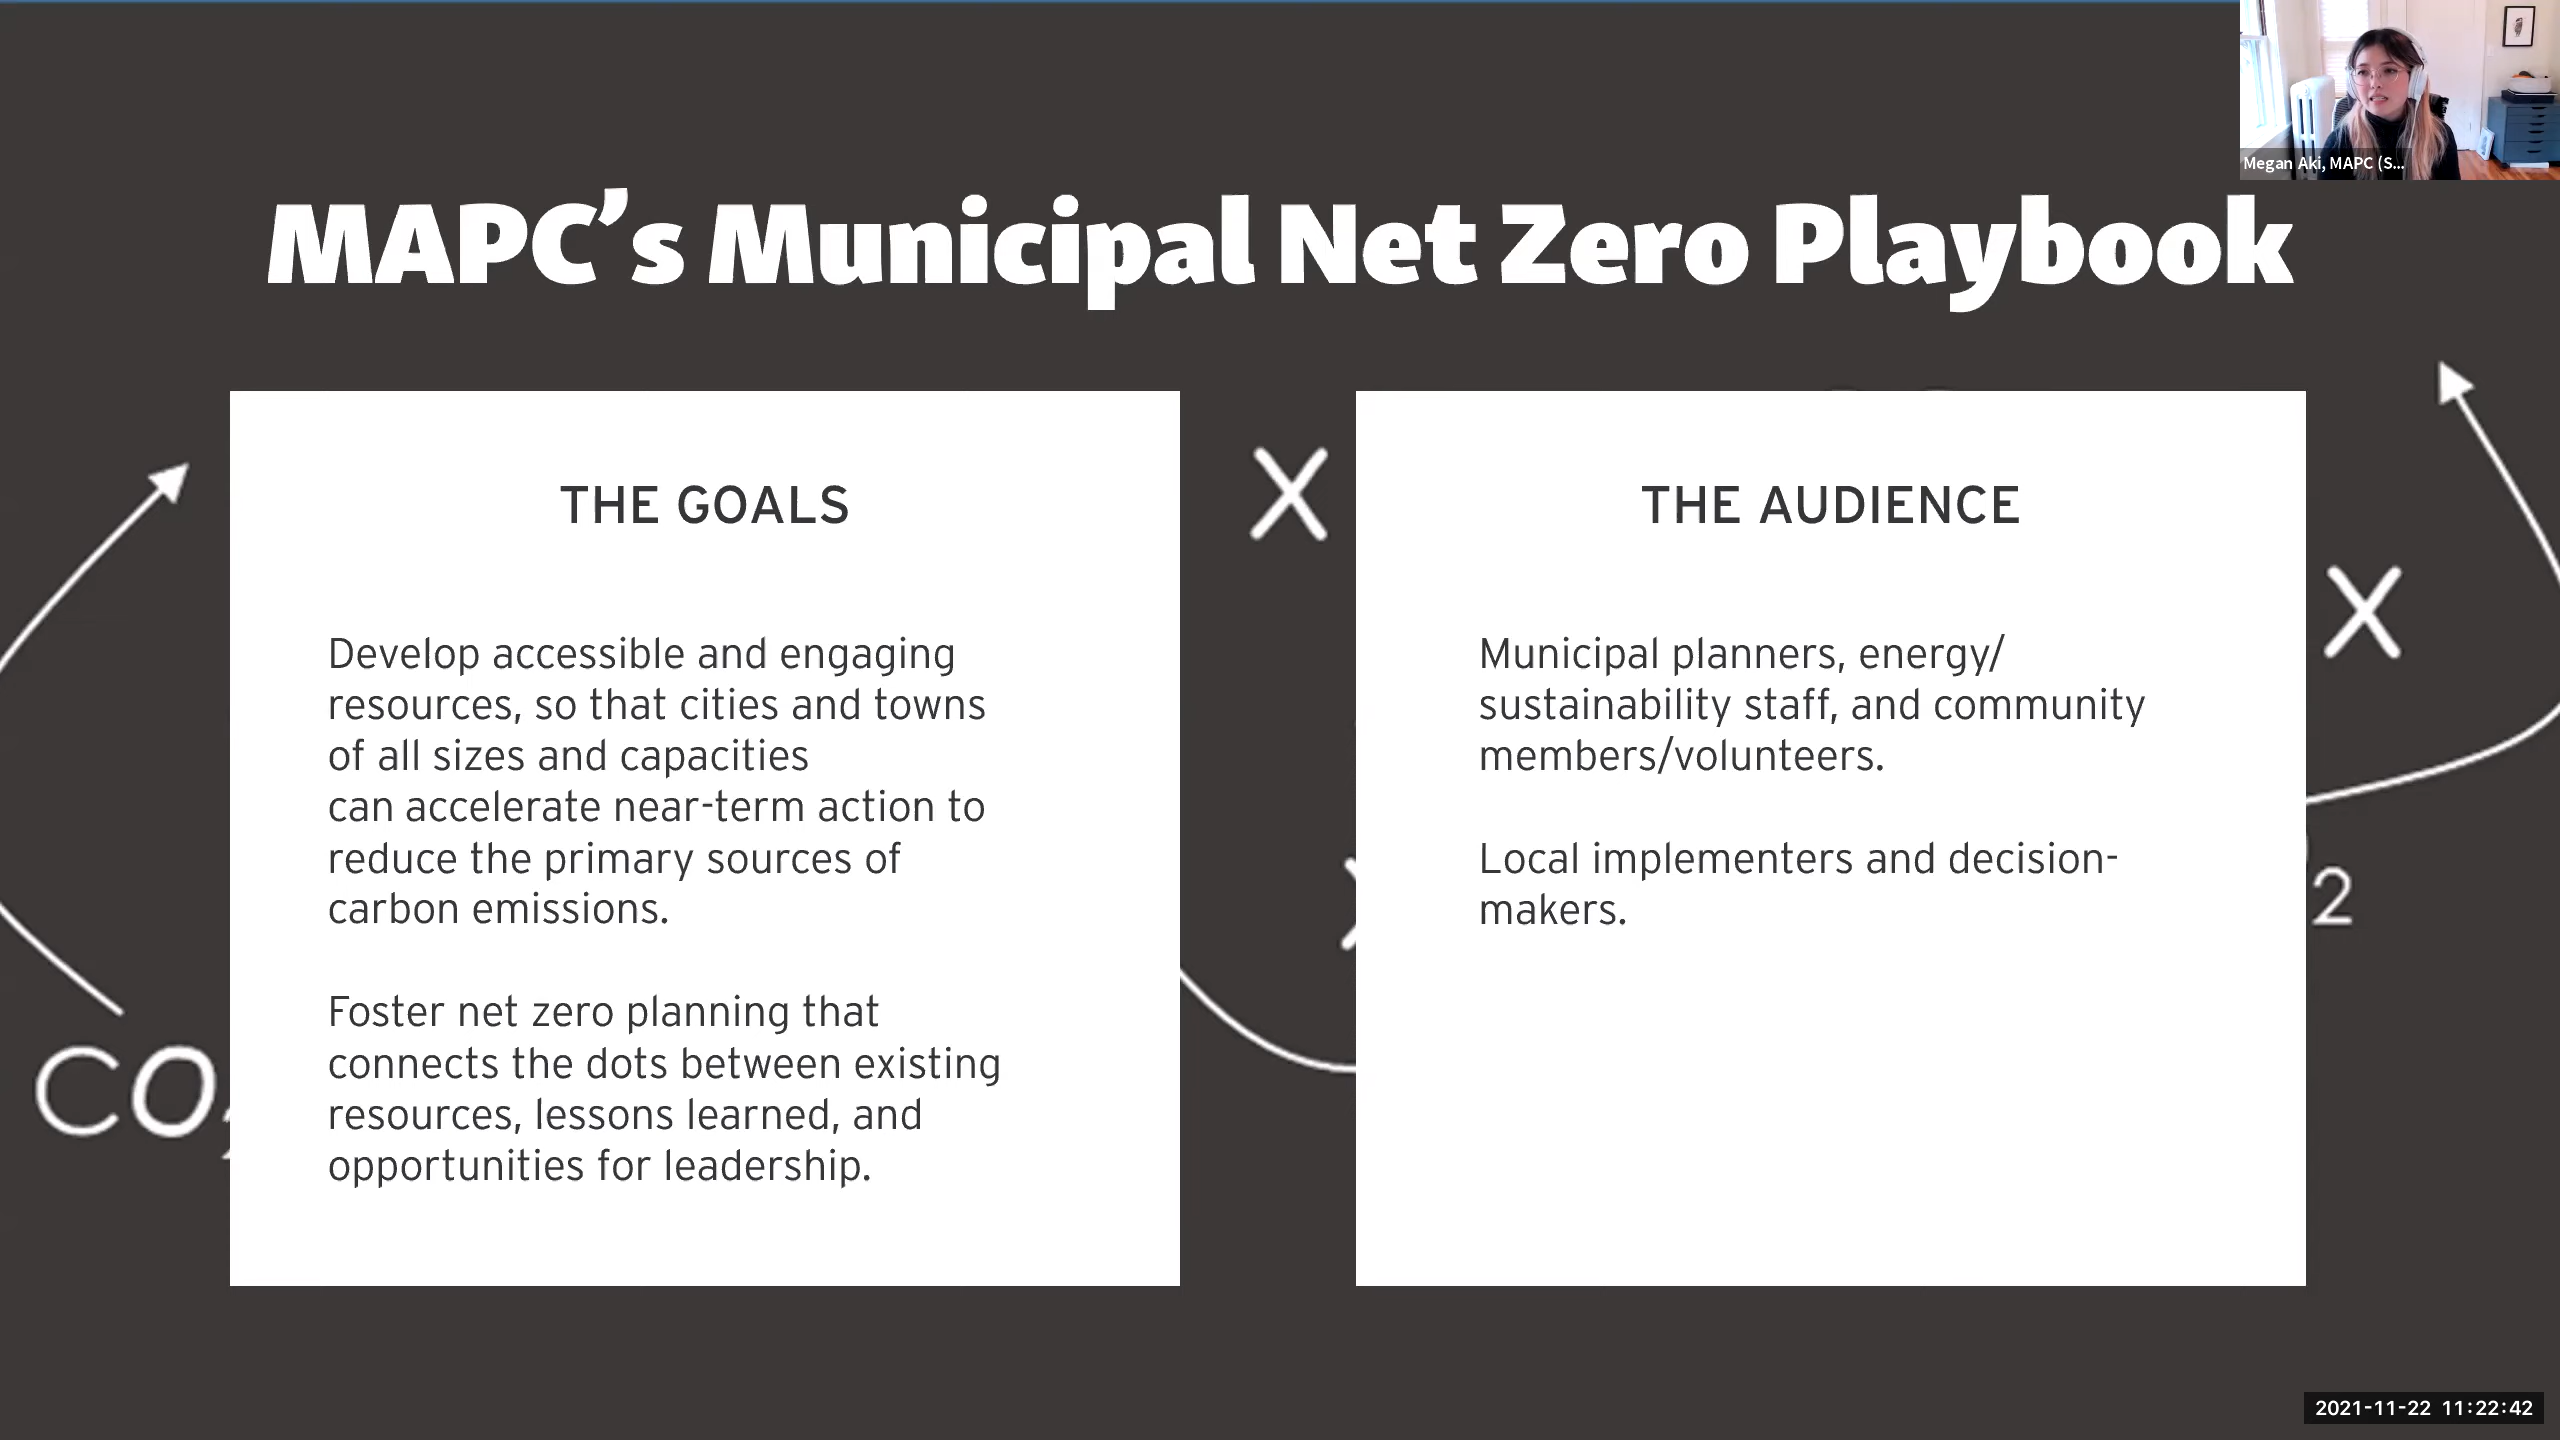 Megan Aki, MAPC (S...
MAPC's Municipal Net Zero Playbook
THE GOALS
Develop accessible and engaging
resources, so that cities and towns
of all sizes and capacities
can accelerate near-term action to
reduce the primary sources of
carbon emissions.
Foster net zero planning that
connects the dots between existing
resources, lessons learned, and
opportunities for leadership.
THE AUDIENCE
Municipal planners, energy/
sustainability staff, and community
members/volunteers.
Local implementers and decision-
makers.
X
X
CO₂
2
2021-11-22 11:22:42